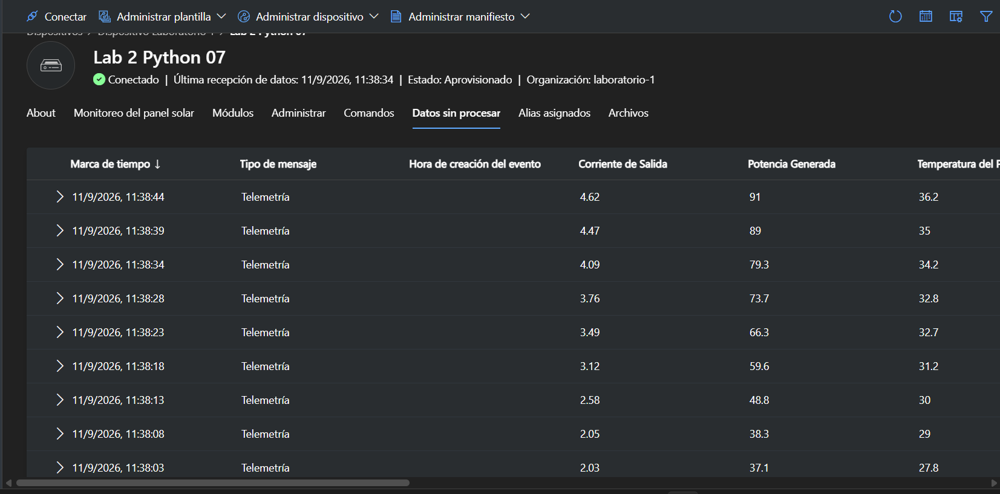 Conectar Administrar plantilla Administrar dispositivo Administrar manifiesto
Dispositivos > Dispositivo Laboratorio 1 > Lab 2 Python 07
Lab 2 Python 07
Conectado | Última recepción de datos: 11/9/2026, 11:38:34 | Estado: Aprovisionado | Organización: laboratorio-1
About Monitoreo del panel solar Módulos Administrar Comandos Datos sin procesar Alias asignados Archivos
Marca de tiempo ↓ Tipo de mensaje Hora de creación del evento Corriente de Salida Potencia Generada Temperatura del
11/9/2026, 11:38:44 Telemetría 4.62 91 36.2
11/9/2026, 11:38:39 Telemetría 4.47 89 35
11/9/2026, 11:38:34 Telemetría 4.09 79.3 34.2
11/9/2026, 11:38:28 Telemetría 3.76 73.7 32.8
11/9/2026, 11:38:23 Telemetría 3.49 66.3 32.7
11/9/2026, 11:38:18 Telemetría 3.12 59.6 31.2
11/9/2026, 11:38:13 Telemetría 2.58 48.8 30
11/9/2026, 11:38:08 Telemetría 2.05 38.3 29
11/9/2026, 11:38:03 Telemetría 2.03 37.1 27.8